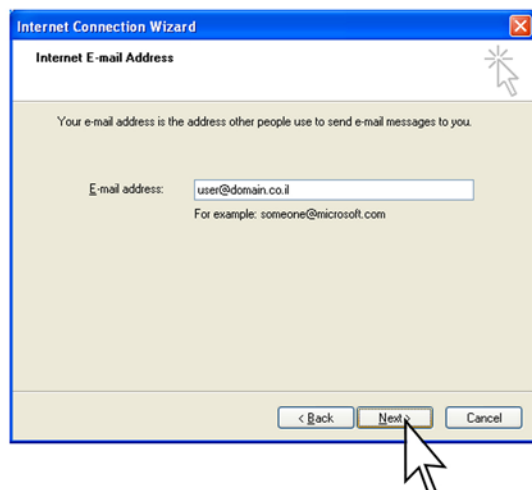 Internet Connection Wizard
Internet E-mail Address
Your e-mail address is the address other people use to send e-mail messages to you.
E-mail address: user@domain.co.il
For example: someone@microsoft.com
< Back Next > Cancel